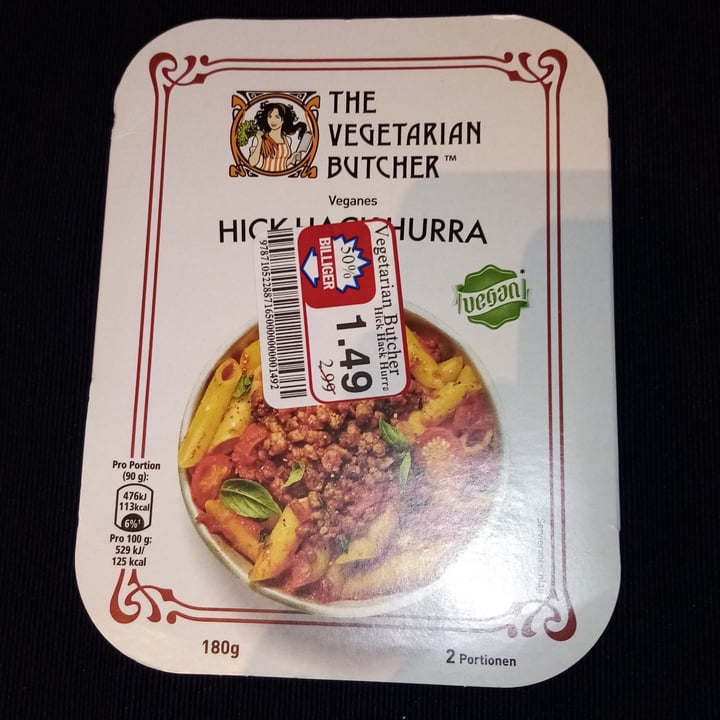 THE
VEGETARIAN
BUTCHER™
Veganes
HICK HACK HURRA
vegan*
Vegetarian Butcher
Hick Hack Hurra
50%
BILLIGER
1.49
2.99
Pro Portion
(90 g):
476kJ
113kcal
6%
Pro 100 g:
529 kJ/
125 kcal
180g
2 Portionen